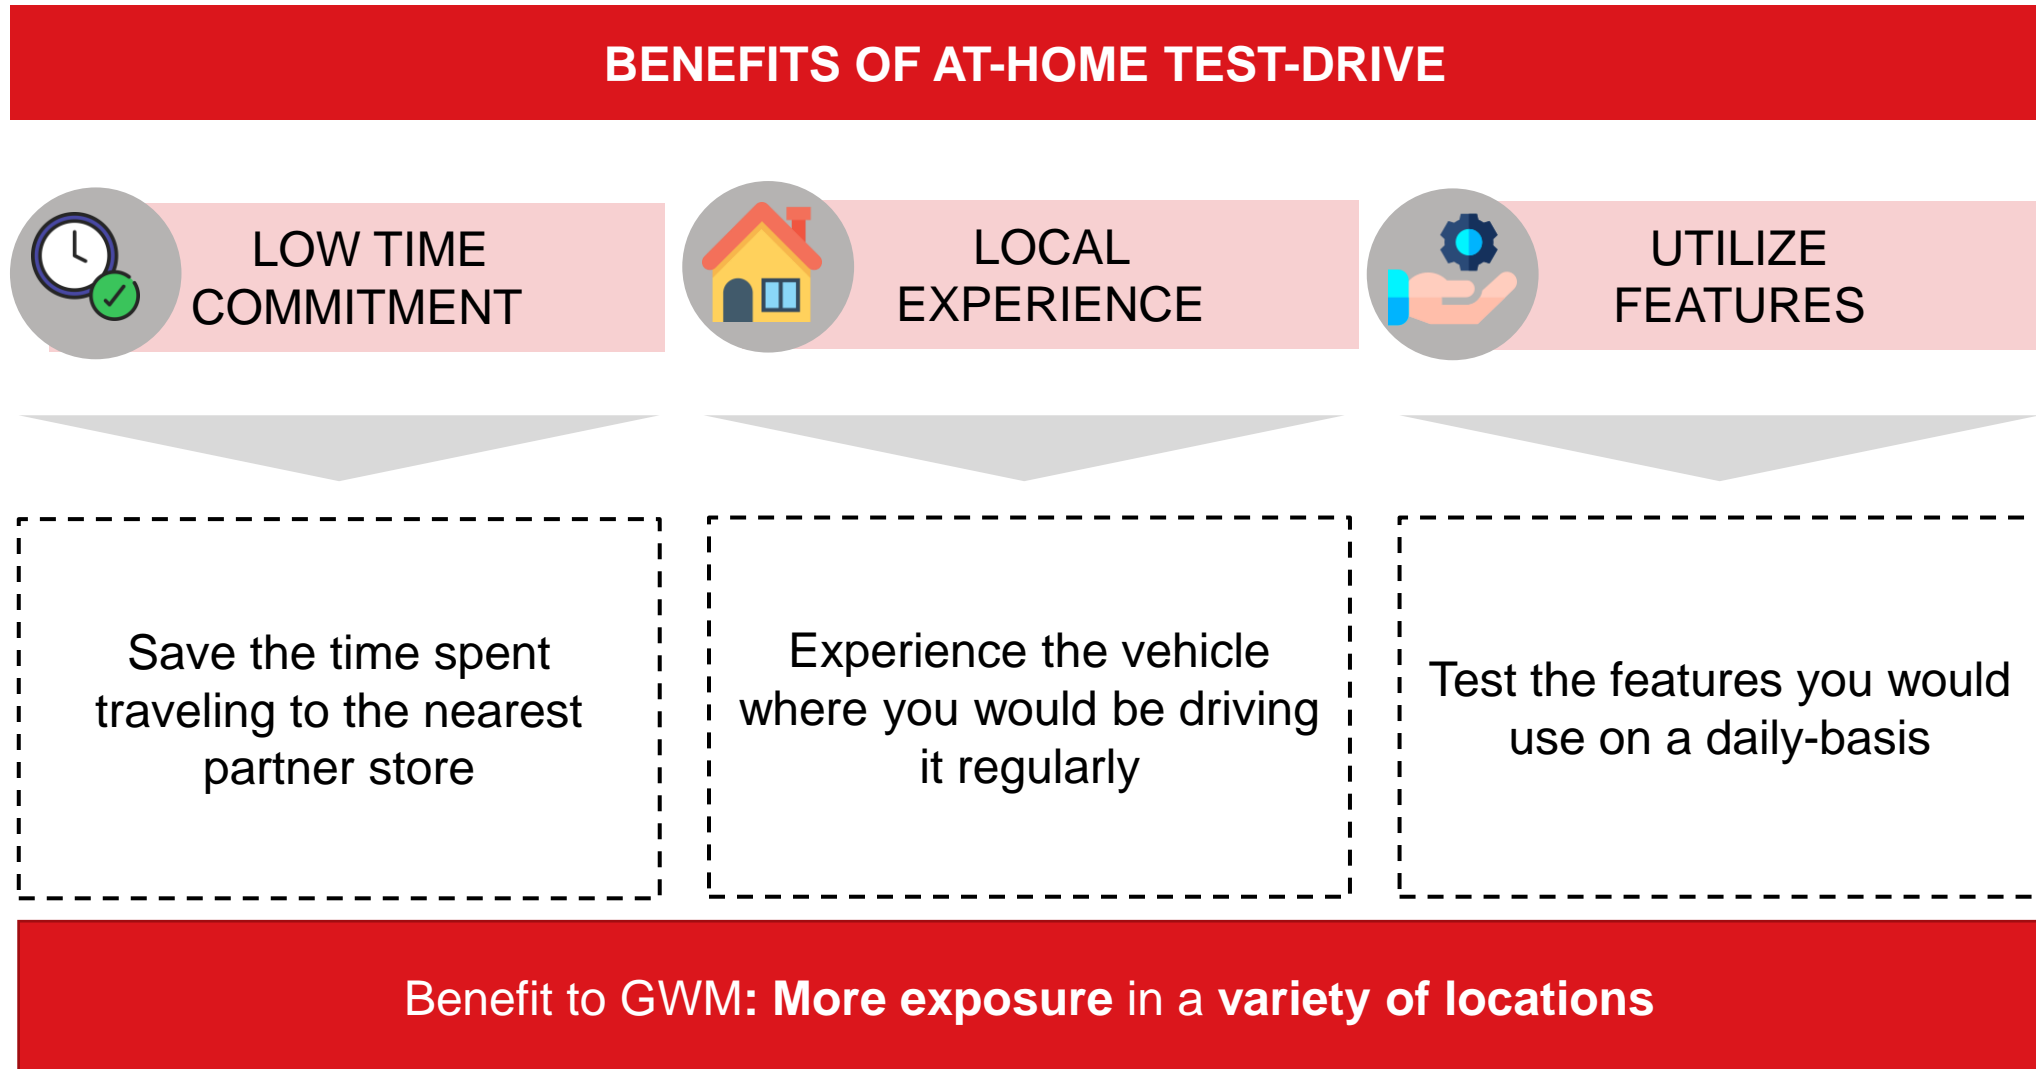 BENEFITS OF AT-HOME TEST-DRIVE
LOW TIME
COMMITMENT
LOCAL
EXPERIENCE
UTILIZE
FEATURES
Save the time spent
traveling to the nearest
partner store
Experience the vehicle
where you would be driving
it regularly
Test the features you would
use on a daily-basis
Benefit to GWM: More exposure in a variety of locations